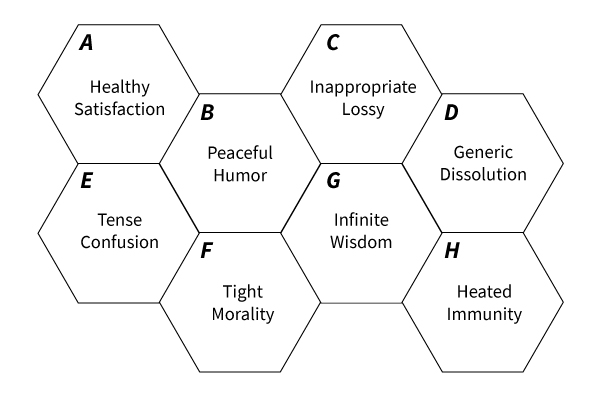 A
Healthy
Satisfaction
B
Peaceful
Humor
C
Inappropriate
Lossy
D
Generic
Dissolution
E
Tense
Confusion
F
Tight
Morality
G
Infinite
Wisdom
H
Heated
Immunity